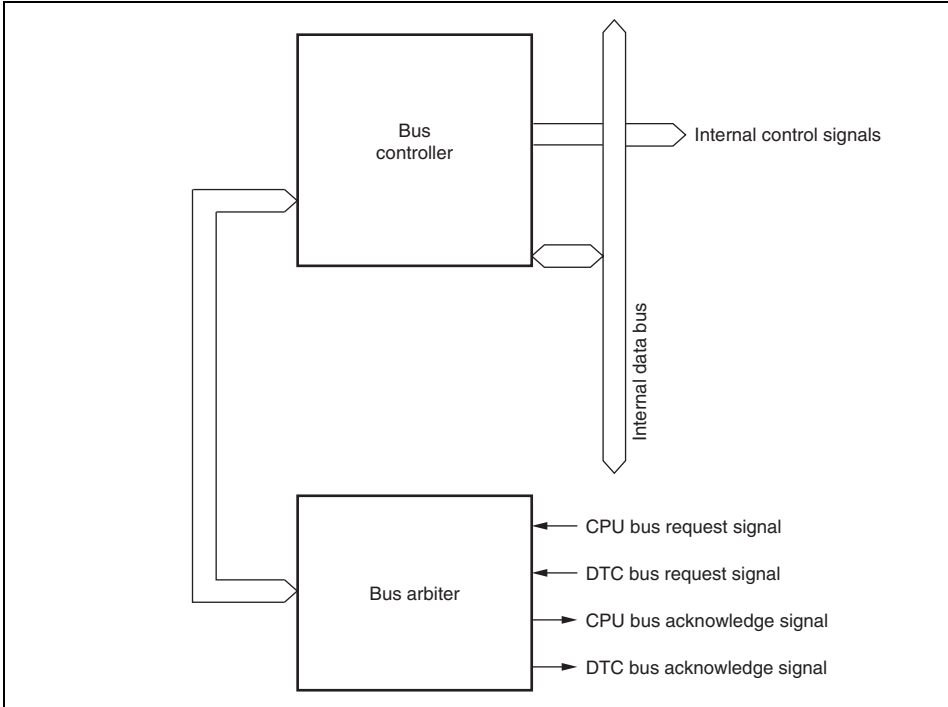 Bus
controller
Internal control signals
Internal data bus
Bus arbiter
CPU bus request signal
DTC bus request signal
CPU bus acknowledge signal
DTC bus acknowledge signal